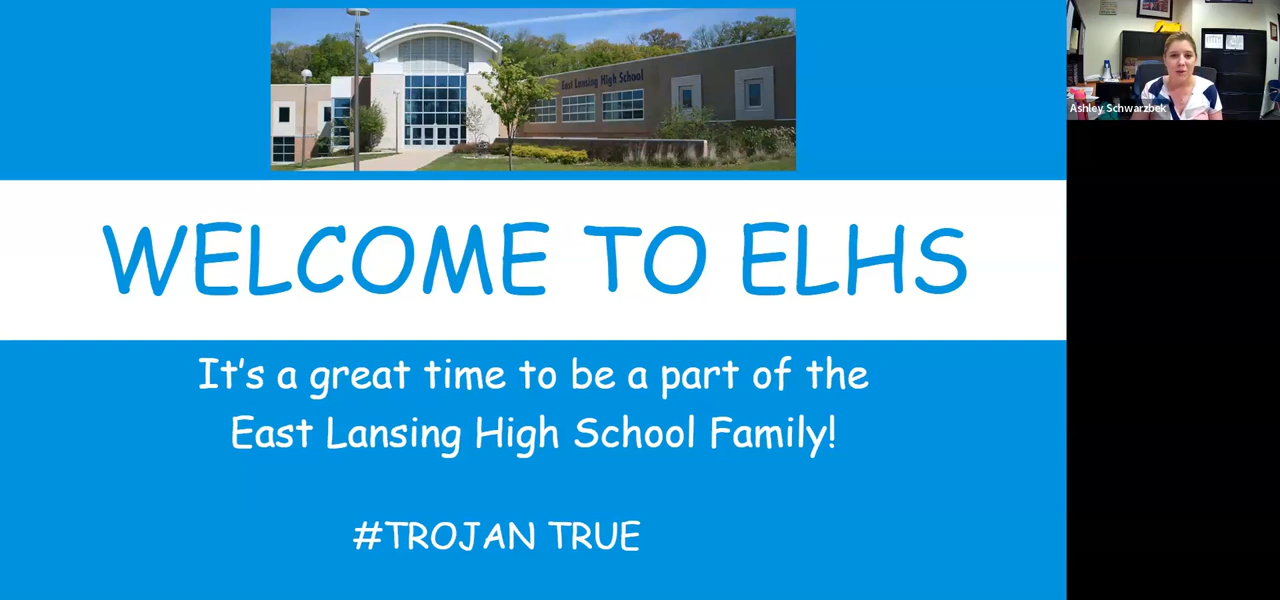 East Lansing High School
Ashley Schwarzbek
WELCOME TO ELHS
It's a great time to be a part of the
East Lansing High School Family!
#TROJAN TRUE